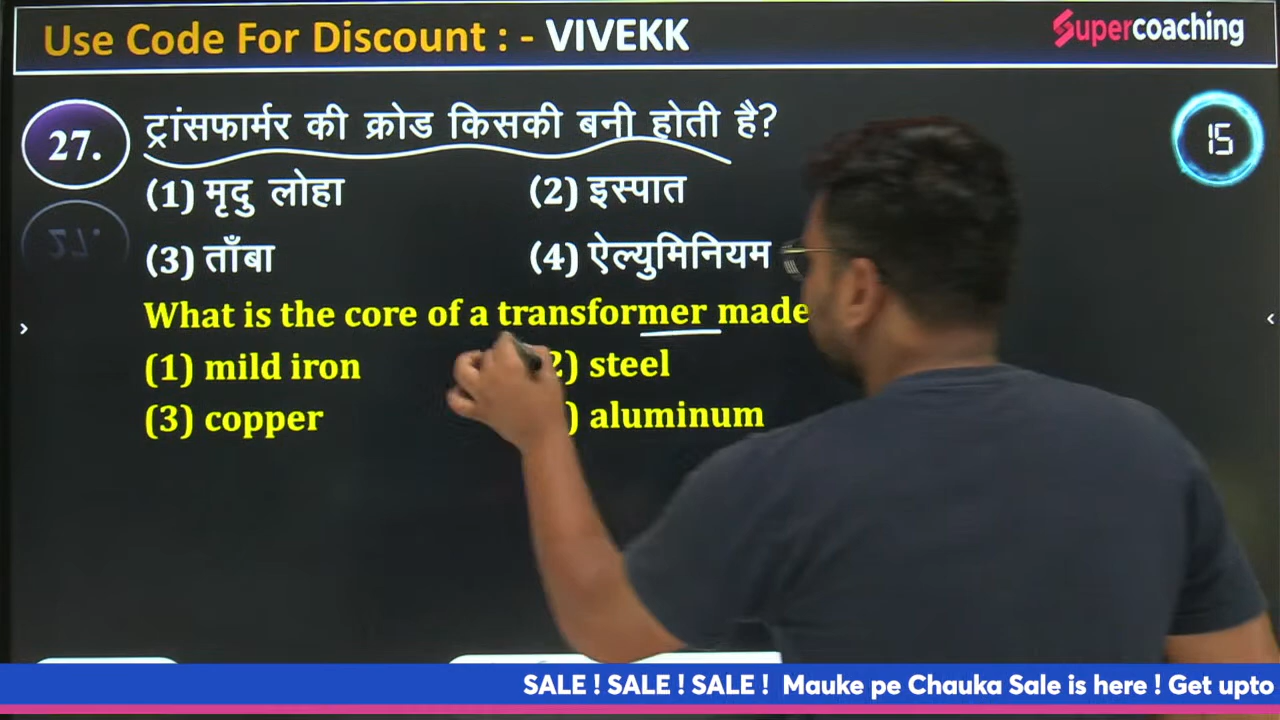 Use Code For Discount : - VIVEKK
Supercoaching
27.
ट्रांसफार्मर की क्रोड किसकी बनी होती है?
15
(1) मृदु लोहा
(2) इस्पात
(3) ताँबा
(4) ऐल्युमिनियम
What is the core of a transformer made
(1) mild iron
2) steel
(3) copper
) aluminum
SALE ! SALE ! SALE ! Mauke pe Chauka Sale is here ! Get upto